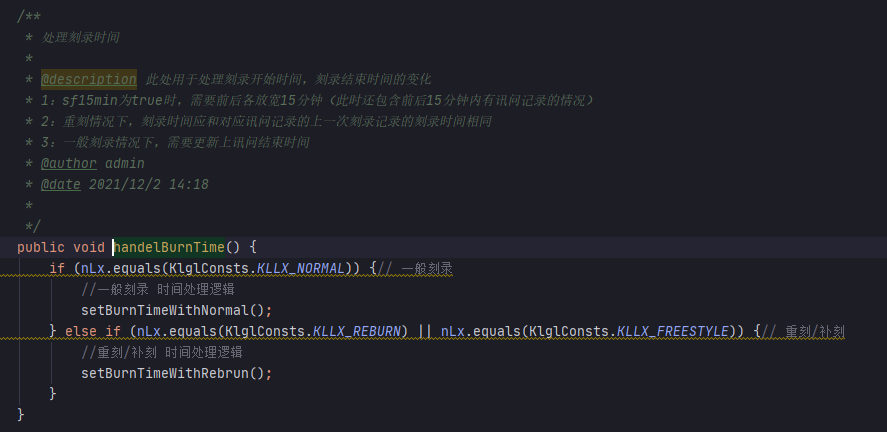 /**
* 处理刻录时间
*
* @description 此处用于处理刻录开始时间，刻录结束时间的变化
* 1：sf15min为true时，需要前后各放宽15分钟（此时还包含前后15分钟内有讯问记录的情况）
* 2：重刻情况下，刻录时间应和对应讯问记录的上一次刻录记录的刻录时间相同
* 3：一般刻录情况下，需要更新上讯问结束时间
* @author admin
* @date 2021/12/2 14:18
*
*/
public void handelBurnTime() {
if (nLx.equals(KlglConsts.KLLX_NORMAL)) {// 一般刻录
//一般刻录 时间处理逻辑
setBurnTimeWithNormal();
} else if (nLx.equals(KlglConsts.KLLX_REBURN) || nLx.equals(KlglConsts.KLLX_FREESTYLE)) {// 重刻/补刻
//重刻/补刻 时间处理逻辑
setBurnTimeWithRebrun();
}
}